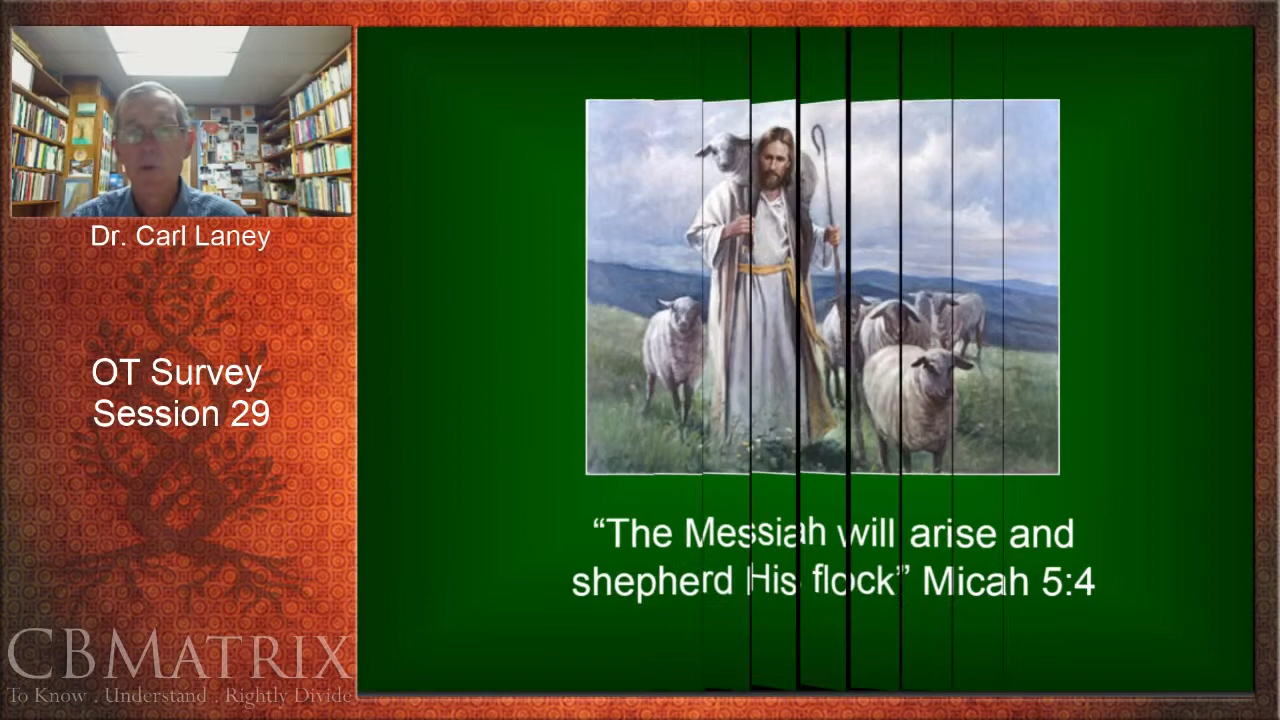 Dr. Carl Laney
OT Survey
Session 29
CBMATRIX
To Know . Understand . Rightly Divide
“The Messiah will arise and
shepherd His flock” Micah 5:4